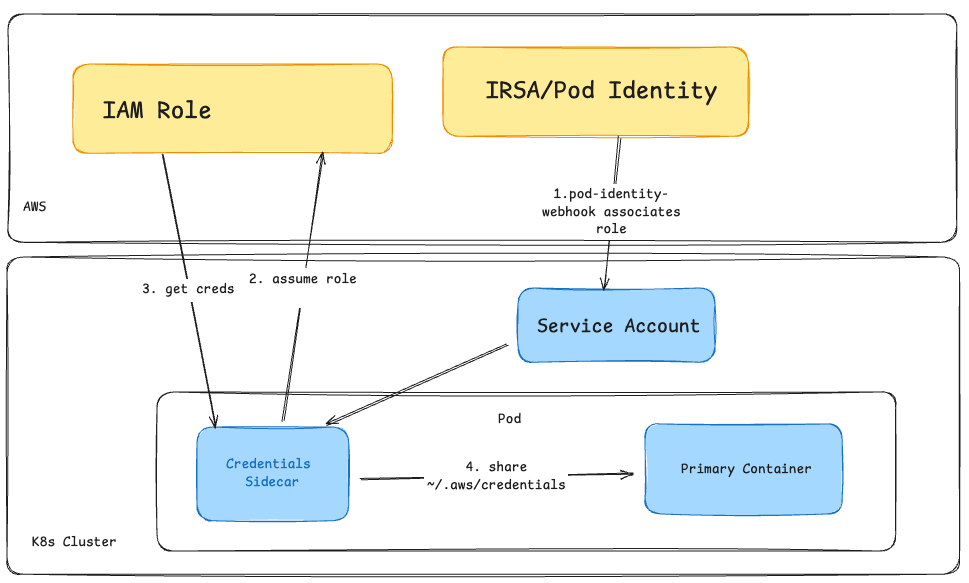 IAM Role
IRSA/Pod Identity
1.pod-identity-
webhook associates
role
AWS
3. get creds
2. assume role
Service Account
Pod
Credentials
Sidecar
4. share
~/.aws/credentials
Primary Container
K8s Cluster